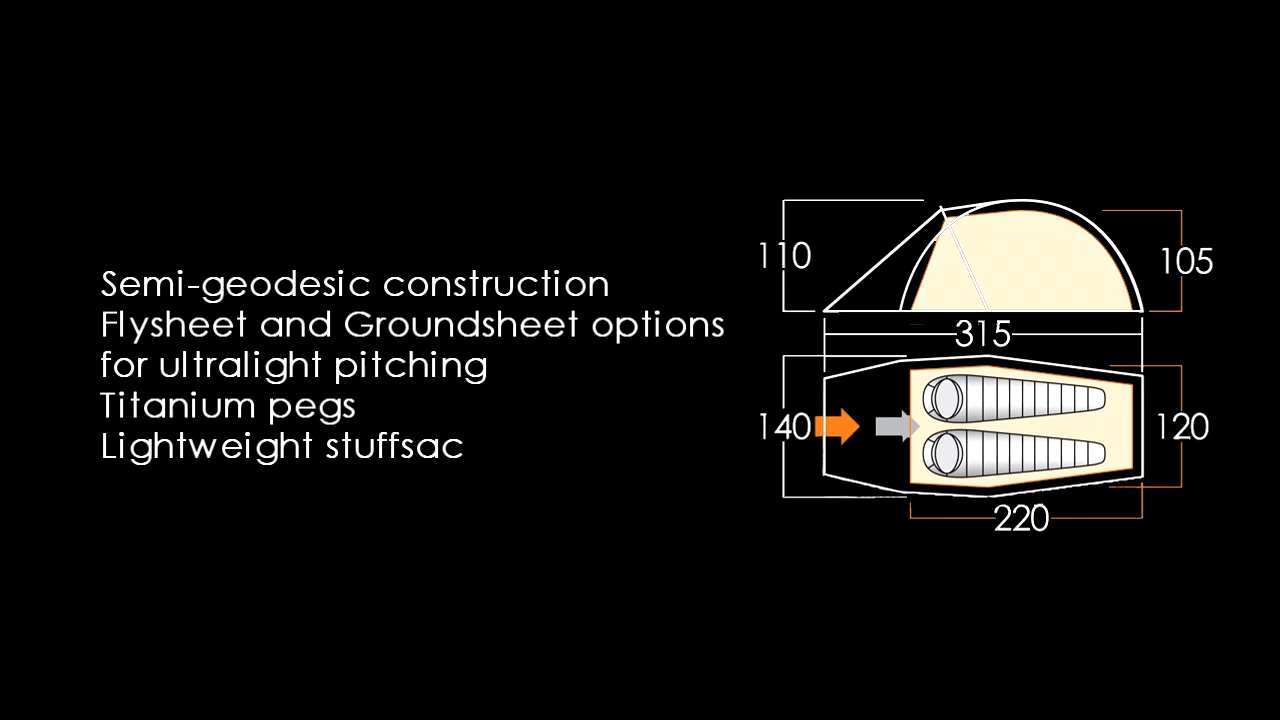 Semi-geodesic construction
Flysheet and Groundsheet options
for ultralight pitching
Titanium pegs
Lightweight stuffsac
110
105
315
140
120
220